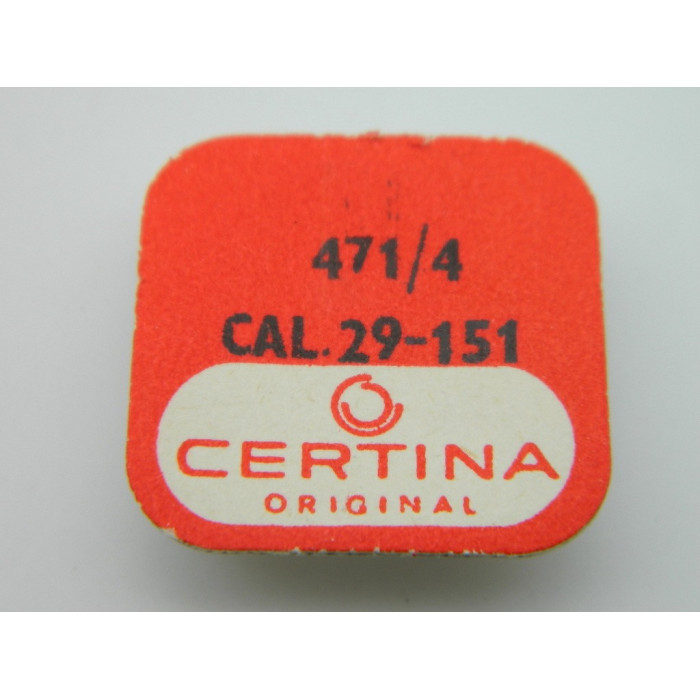 471/4
CAL. 29-151
CERTINA
ORIGINAL